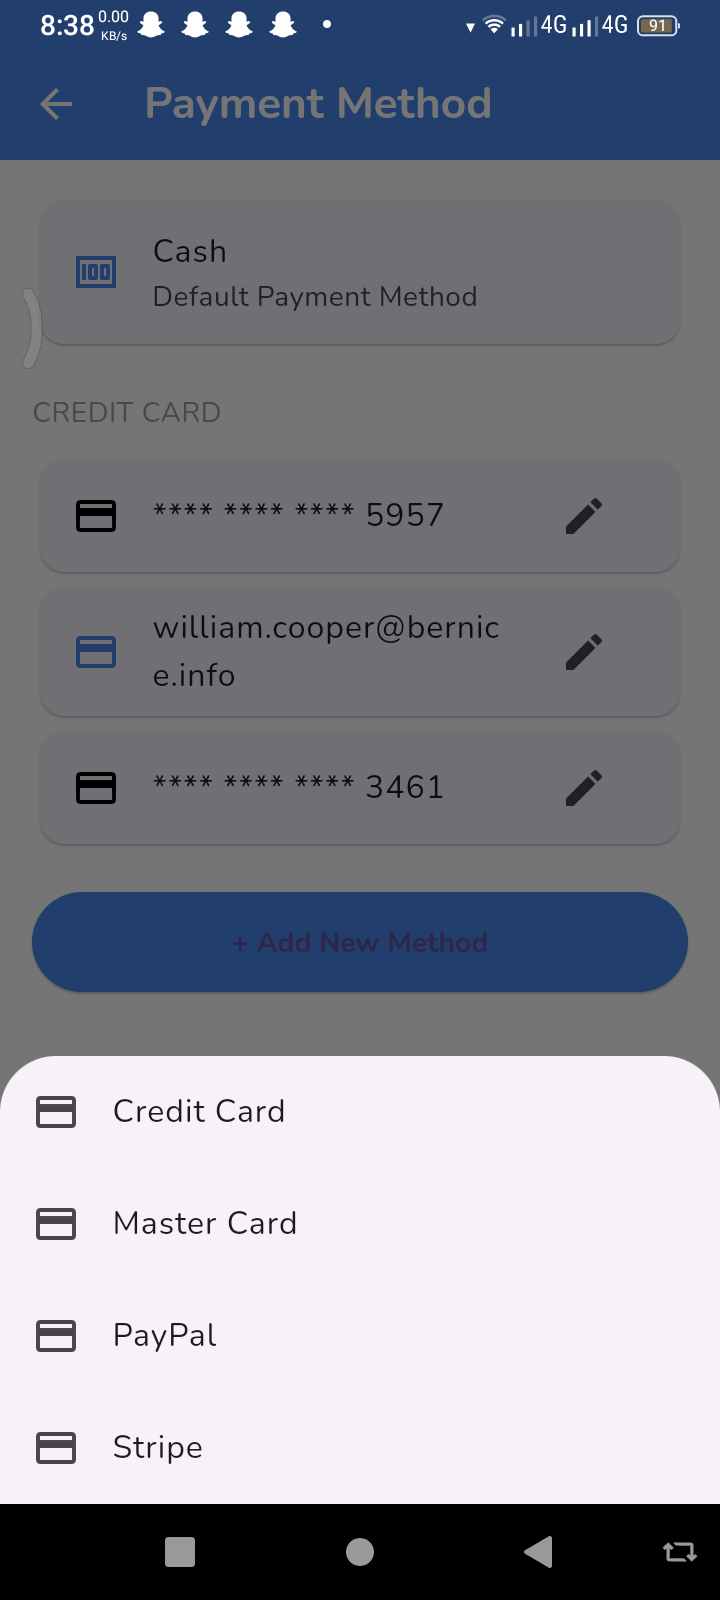 8:38 0.00 KB/s 4G 4G 91
Payment Method
Cash
Default Payment Method
CREDIT CARD
**** **** **** 5957
william.cooper@bernic
e.info
**** **** **** 3461
+ Add New Method
Credit Card
Master Card
PayPal
Stripe